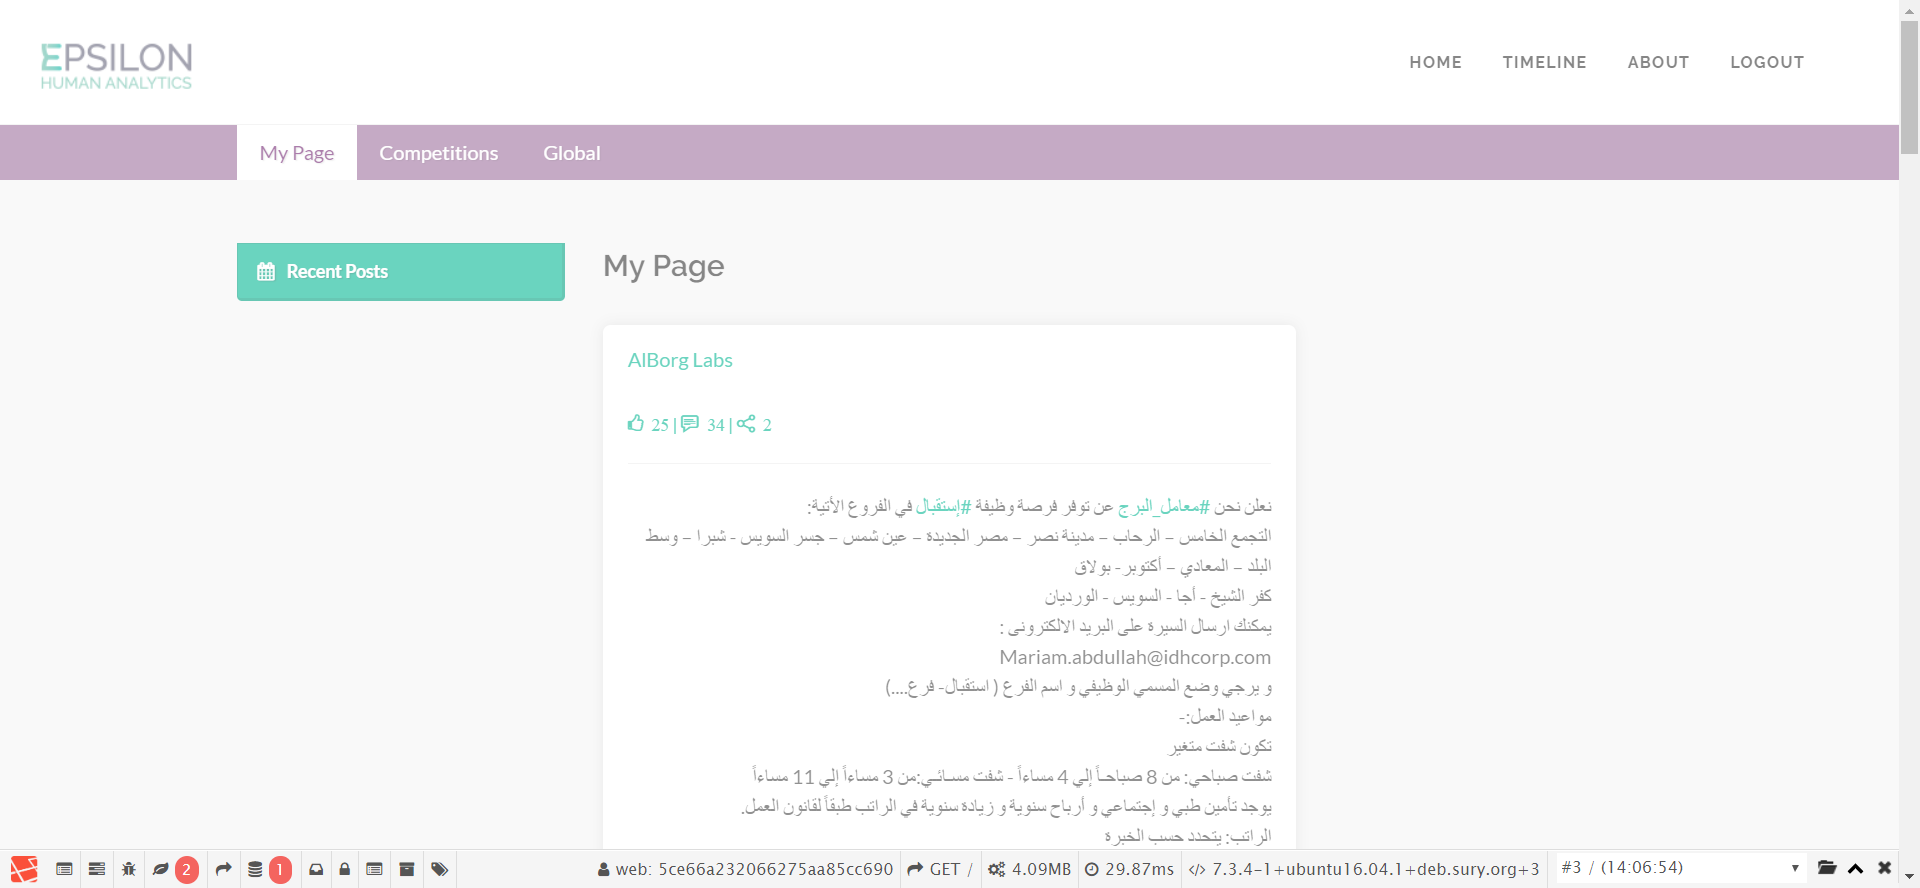 EPSILON
HUMAN ANALYTICS
HOME TIMELINE ABOUT LOGOUT
My Page Competitions Global
Recent Posts
My Page
AlBorg Labs
25 | 34 | 2
نعلن نحن #معامل_البرج عن توفر فرصة وظيفة #إستقبال في الفروع الأتية:
التجمع الخامس – الرحاب – مدينة نصر – مصر الجديدة – عين شمس – جسر السويس - شبرا – وسط
البلد – المعادي – أكتوبر- بولاق
كفر الشيخ - أجا - السويس - الورديان
يمكنك ارسال السيرة على البريد الالكترونى :
Mariam.abdullah@idhcorp.com
و يرجي وضع المسمي الوظيفي و اسم الفرع ( استقبال- فرع....)
مواعيد العمل:-
تكون شفت متغير
شفت صباحي: من 8 صباحـاً إلي 4 مساءاً - شفت مسـائـي:من 3 مساءاً إلي 11 مساءاً
يوجد تأمين طبي و إجتماعي و أرباح سنوية و زيادة سنوية في الراتب طبقاً لقانون العمل.
الراتب: يتحدد حسب الخبرة
2 1 web: 5ce66a232066275aa85cc690 GET / 4.09MB 29.87ms 7.3.4-1+ubuntu16.04.1+deb.sury.org+3 #3 / (14:06:54)